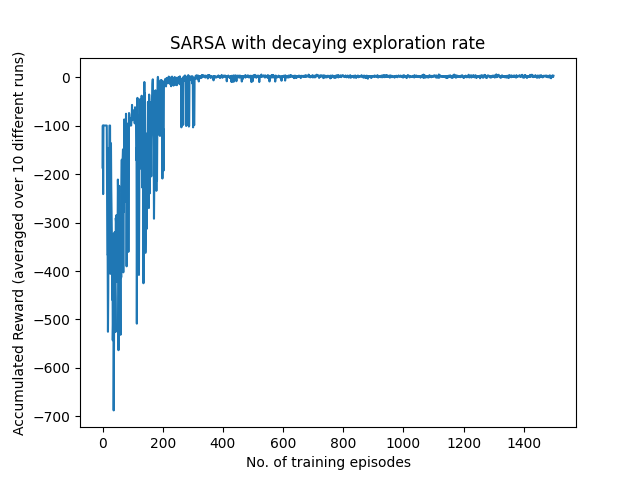 SARSA with decaying exploration rate
Accumulated Reward (averaged over 10 different runs)
0
−100
−200
−300
−400
−500
−600
−700
0 200 400 600 800 1000 1200 1400
No. of training episodes